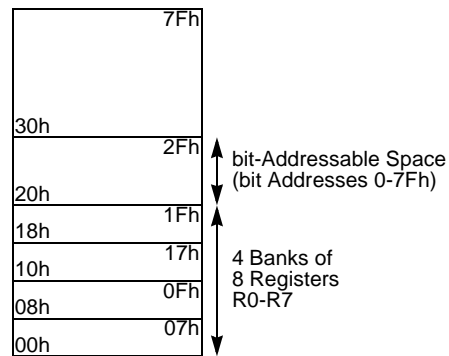 7Fh
30h
2Fh
bit-Addressable Space
(bit Addresses 0-7Fh)
20h
1Fh
18h
17h
10h
4 Banks of
8 Registers
R0-R7
0Fh
08h
07h
00h